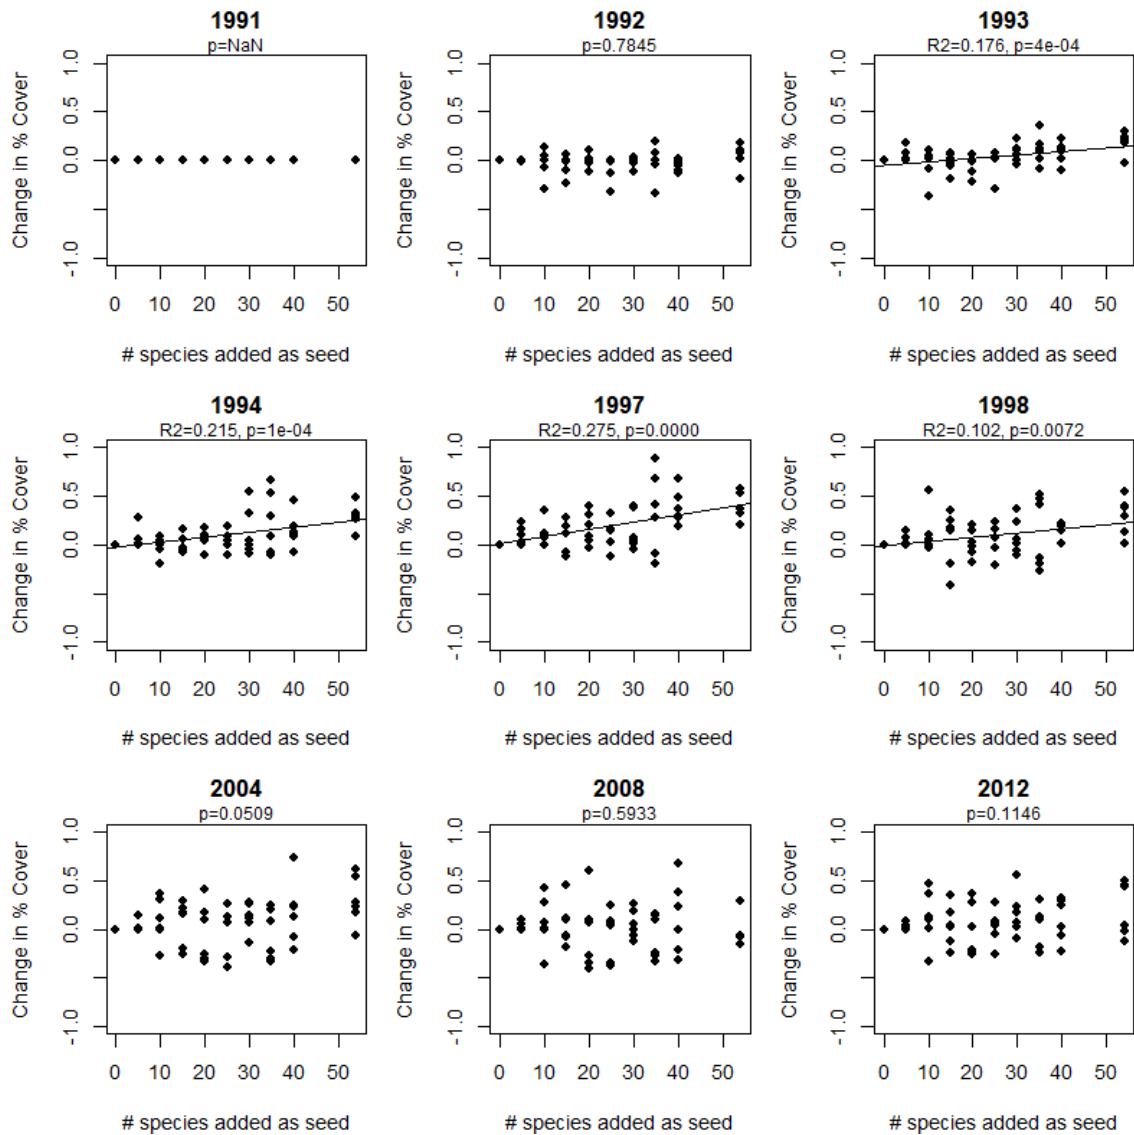 1991
p=NaN
1.0
0.5
0.0
-1.0
Change in % Cover
0 10 20 30 40 50
# species added as seed
1992
p=0.7845
1.0
0.5
0.0
-1.0
Change in % Cover
0 10 20 30 40 50
# species added as seed
1993
R2=0.176, p=4e-04
1.0
0.5
0.0
-1.0
Change in % Cover
0 10 20 30 40 50
# species added as seed
1994
R2=0.215, p=1e-04
1.0
0.5
0.0
-1.0
Change in % Cover
0 10 20 30 40 50
# species added as seed
1997
R2=0.275, p=0.0000
1.0
0.5
0.0
-1.0
Change in % Cover
0 10 20 30 40 50
# species added as seed
1998
R2=0.102, p=0.0072
1.0
0.5
0.0
-1.0
Change in % Cover
0 10 20 30 40 50
# species added as seed
2004
p=0.0509
1.0
0.5
0.0
-1.0
Change in % Cover
0 10 20 30 40 50
# species added as seed
2008
p=0.5933
1.0
0.5
0.0
-1.0
Change in % Cover
0 10 20 30 40 50
# species added as seed
2012
p=0.1146
1.0
0.5
0.0
-1.0
Change in % Cover
0 10 20 30 40 50
# species added as seed